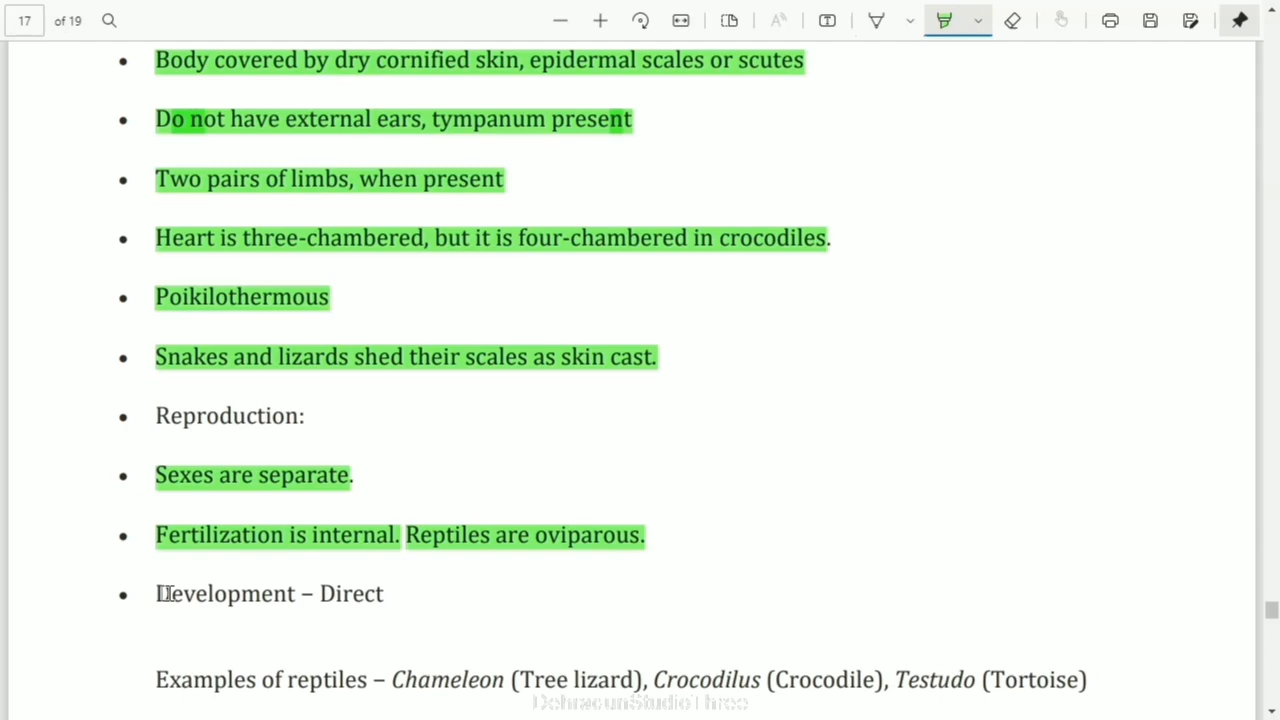 17 of 19
• Body covered by dry cornified skin, epidermal scales or scutes
• Do not have external ears, tympanum present
• Two pairs of limbs, when present
• Heart is three-chambered, but it is four-chambered in crocodiles.
• Poikilothermous
• Snakes and lizards shed their scales as skin cast.
• Reproduction:
• Sexes are separate.
• Fertilization is internal. Reptiles are oviparous.
• Development – Direct
Examples of reptiles – Chameleon (Tree lizard), Crocodilus (Crocodile), Testudo (Tortoise)
DehradunStudioThree